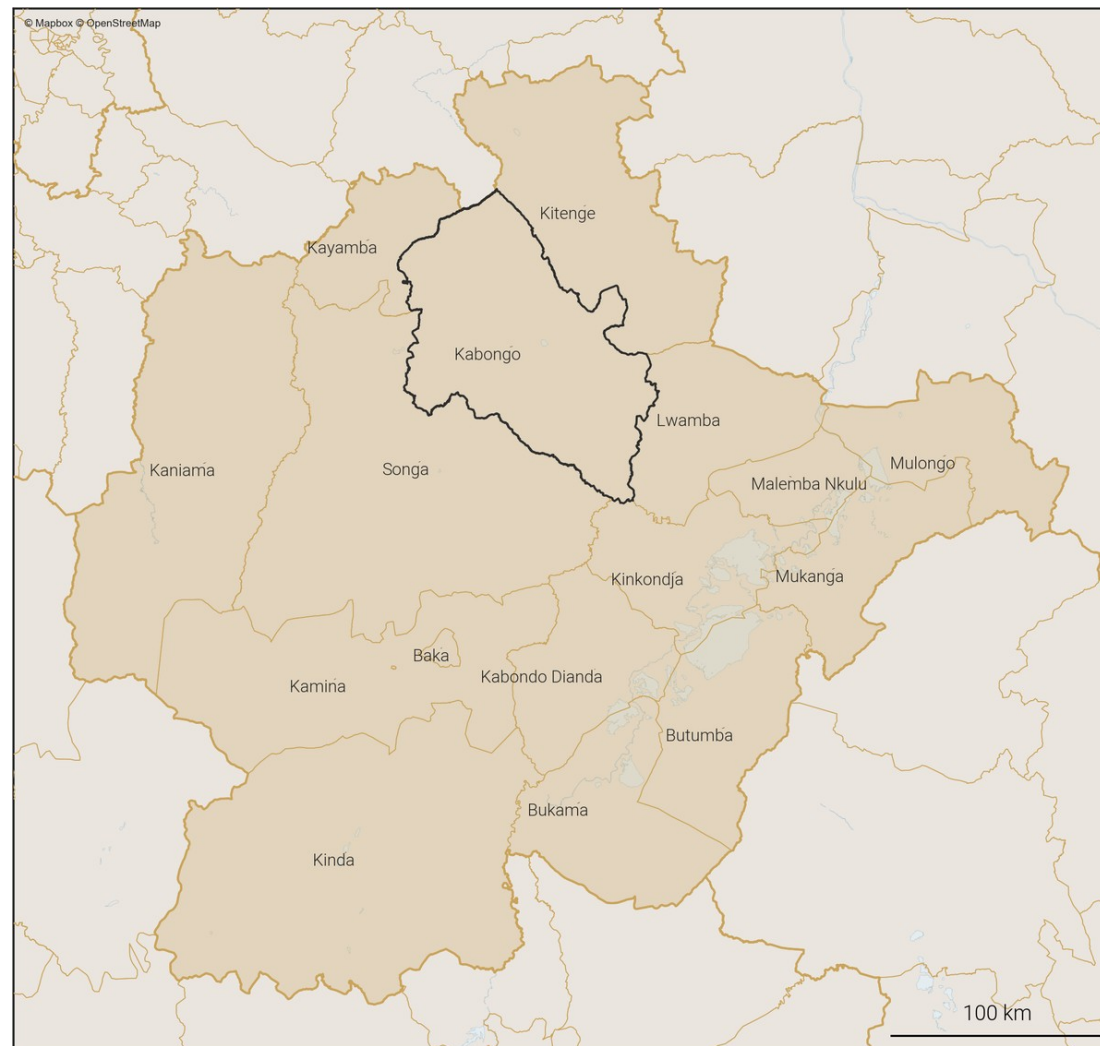 © Mapbox © OpenStreetMap
Kitenge
Kayamba
Kabongo
Lwamba
Kaniama
Songa
Mulongo
Malemba Nkulu
Kinkondja
Mukanga
Baka
Kamina
Kabondo Dianda
Butumba
Bukama
Kinda
100 km